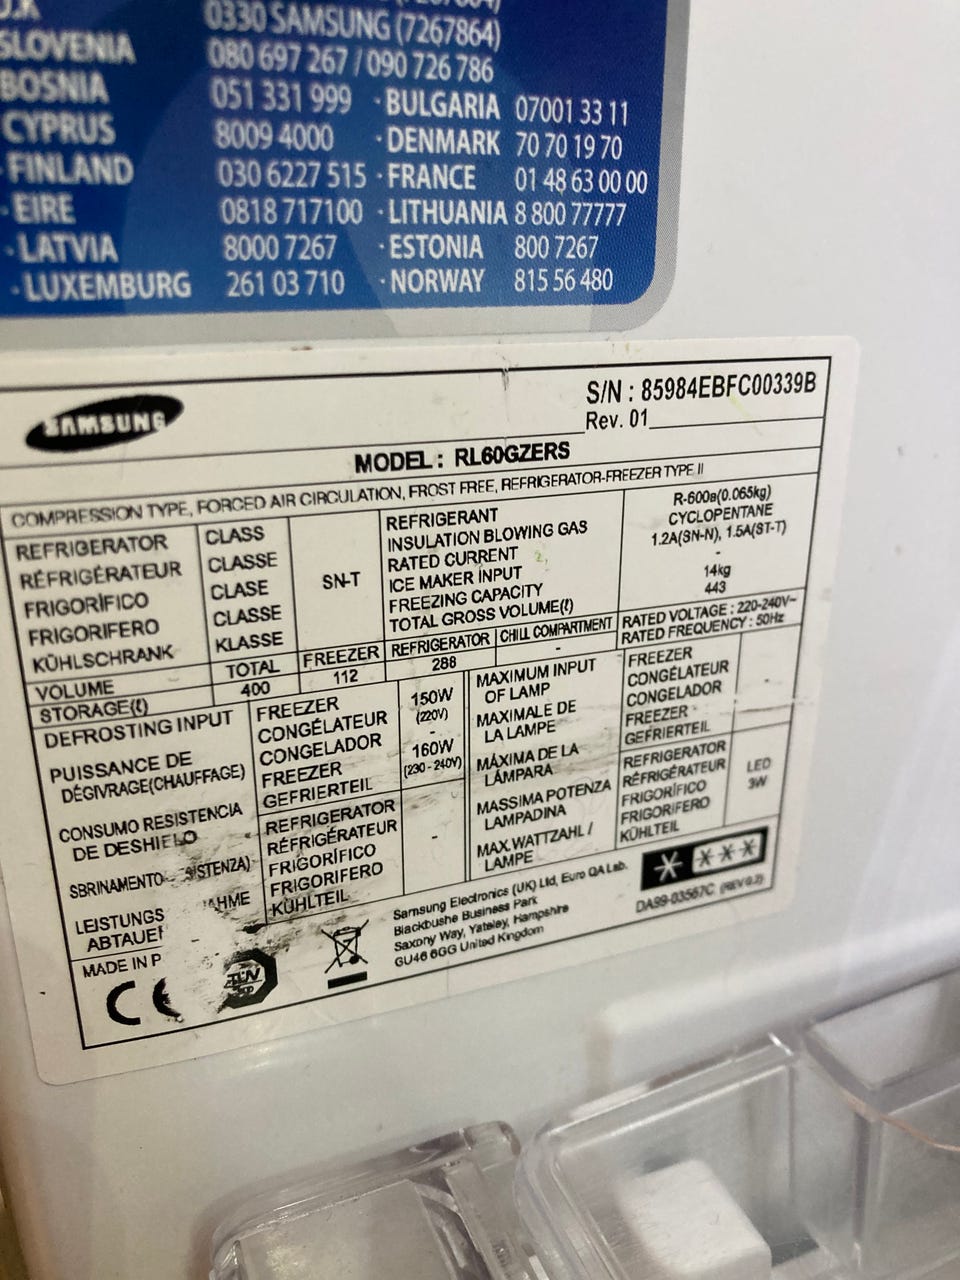 U.K
0330 SAMSUNG (7267864)
SLOVENIA 080 697 267 / 090 726 786
BOSNIA 051 331 999 · BULGARIA 07001 33 11
CYPRUS 8009 4000 · DENMARK 70 70 19 70
· FINLAND 030 6227 515 · FRANCE 01 48 63 00 00
· EIRE 0818 717100 · LITHUANIA 8 800 77777
· LATVIA 8000 7267 · ESTONIA 800 7267
· LUXEMBURG 261 03 710 · NORWAY 815 56 480
SAMSUNG
S/N : 85984EBFC00339B
Rev. 01
MODEL : RL60GZERS
COMPRESSION TYPE, FORCED AIR CIRCULATION, FROST FREE, REFRIGERATOR-FREEZER TYPE II
REFRIGERATOR CLASS
RÉFRIGÉRATEUR CLASSE
FRIGORÍFICO CLASE
FRIGORIFERO CLASSE
KÜHLSCHRANK KLASSE
SN-T
REFRIGERANT R-600a(0.065kg)
INSULATION BLOWING GAS CYCLOPENTANE
RATED CURRENT 1.2A(SN-N), 1.5A(ST-T)
ICE MAKER INPUT -
FREEZING CAPACITY 14kg
TOTAL GROSS VOLUME(ℓ) 443
VOLUME TOTAL FREEZER REFRIGERATOR CHILL COMPARTMENT
STORAGE(ℓ) 400 112 288 -
RATED VOLTAGE : 220-240V~
RATED FREQUENCY : 50Hz
DEFROSTING INPUT
PUISSANCE DE
DÉGIVRAGE(CHAUFFAGE)
CONSUMO RESISTENCIA
DE DESHIELO
SBRINAMENTO ISTENZA)
LEISTUNGS AHME
ABTAUE
FREEZER
CONGÉLATEUR
CONGELADOR
FREEZER
GEFRIERTEIL
150W
(220V)
-
160W
(230 - 240V)
REFRIGERATOR
RÉFRIGÉRATEUR
FRIGORÍFICO
FRIGORIFERO
KÜHLTEIL
-
MAXIMUM INPUT
OF LAMP
MAXIMALE DE
LA LAMPE
MÁXIMA DE LA
LÁMPARA
MASSIMA POTENZA
LAMPADINA
MAX.WATTZAHL /
LAMPE
FREEZER
CONGÉLATEUR
CONGELADOR
FREEZER
GEFRIERTEIL
-
REFRIGERATOR
RÉFRIGÉRATEUR
FRIGORÍFICO
FRIGORIFERO
KÜHLTEIL
LED
3W
MADE IN P
CE
TÜV
Samsung Electronics (UK) Ltd, Euro QA Lab.
Blackbushe Business Park
Saxony Way, Yateley, Hampshire
GU46 6GG United Kingdom
DA99-03567C (REV 0.2)